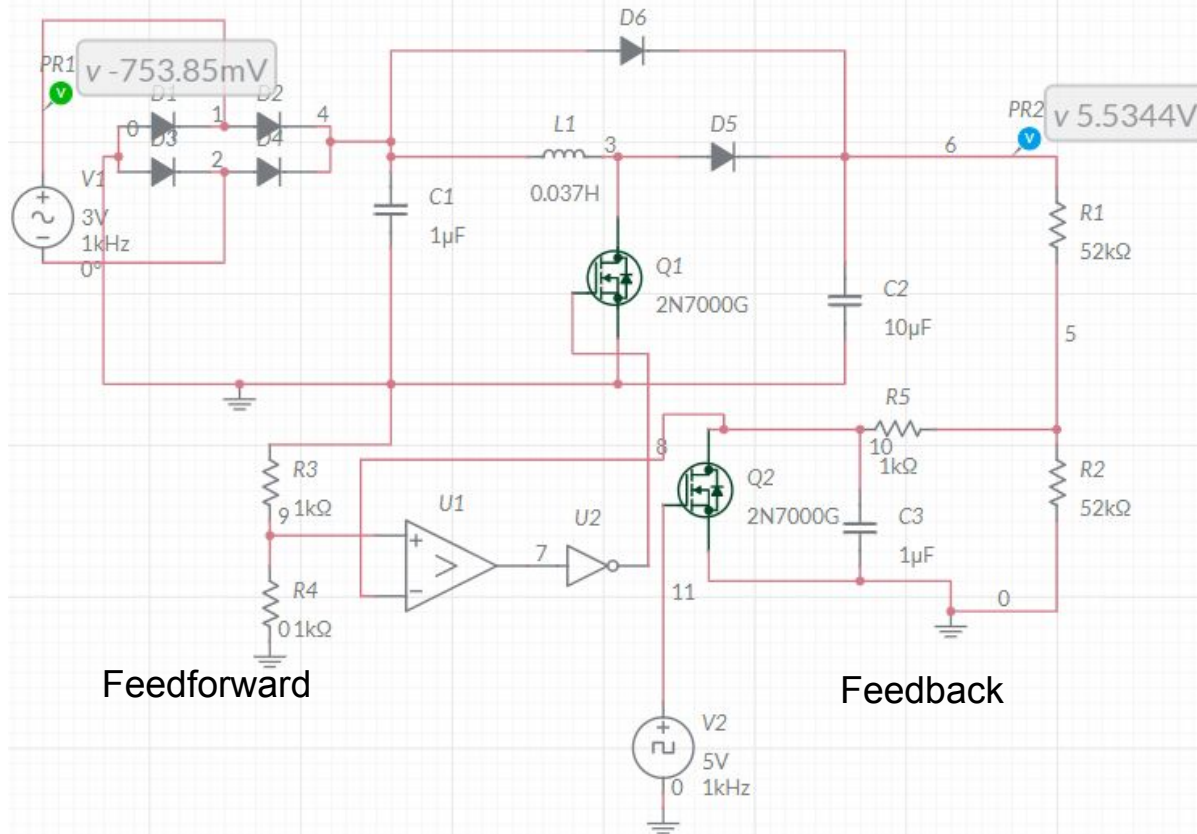 D6
PR1
v -753.85mV
D1
D2
0
1
4
D3
D4
2
L1
3
D5
0.037H
6
PR2
v 5.5344V
V1
3V
1kHz
0°
C1
1µF
Q1
2N7000G
R1
52kΩ
C2
10µF
5
R5
10
1kΩ
8
R3
1kΩ
9
U1
U2
7
Q2
2N7000G
C3
1µF
R2
52kΩ
R4
0
1kΩ
11
0
Feedforward
Feedback
V2
5V
1kHz
0